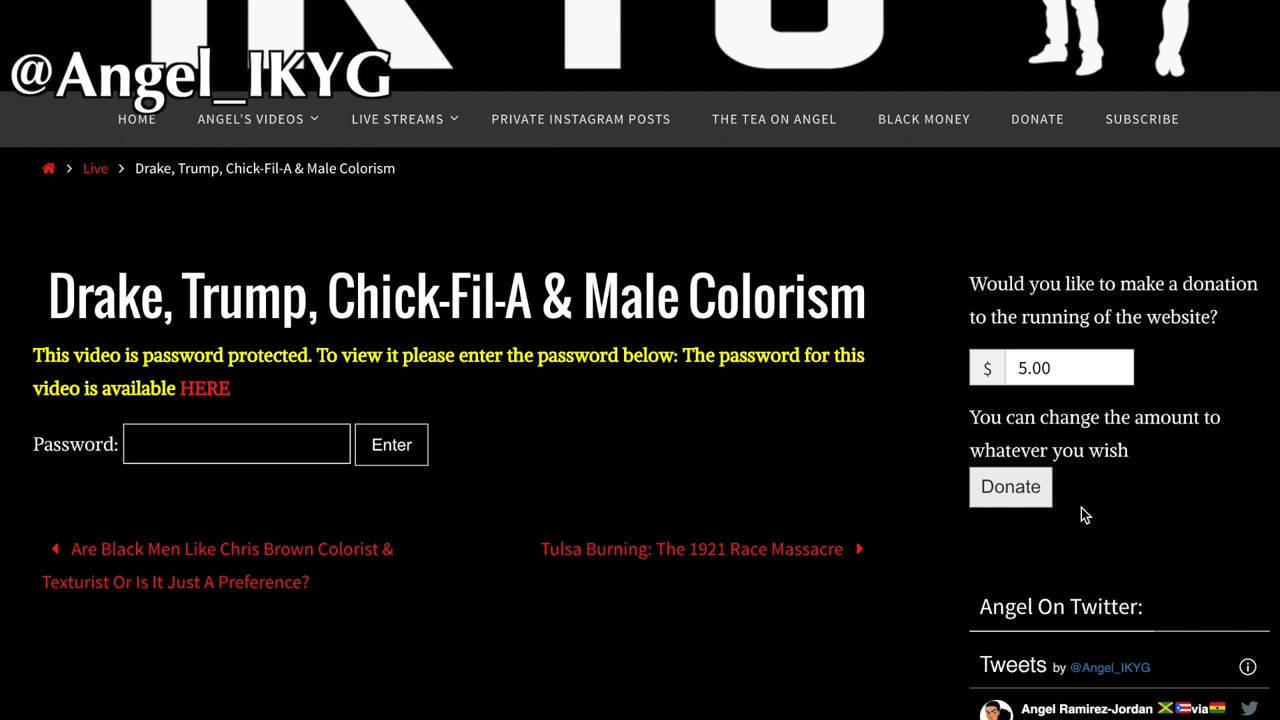 IKYG
@Angel_IKYG
HOME ANGEL'S VIDEOS LIVE STREAMS PRIVATE INSTAGRAM POSTS THE TEA ON ANGEL BLACK MONEY DONATE SUBSCRIBE
Live Drake, Trump, Chick-Fil-A & Male Colorism
Drake, Trump, Chick-Fil-A & Male Colorism
This video is password protected. To view it please enter the password below: The password for this
video is available HERE
Password: Enter
Are Black Men Like Chris Brown Colorist &
Texturist Or Is It Just A Preference?
Tulsa Burning: The 1921 Race Massacre
Would you like to make a donation
to the running of the website?
$ 5.00
You can change the amount to
whatever you wish
Donate
Angel On Twitter:
Tweets by @Angel_IKYG
Angel Ramirez-Jordan 🇯🇲🇵🇷via🇬🇭